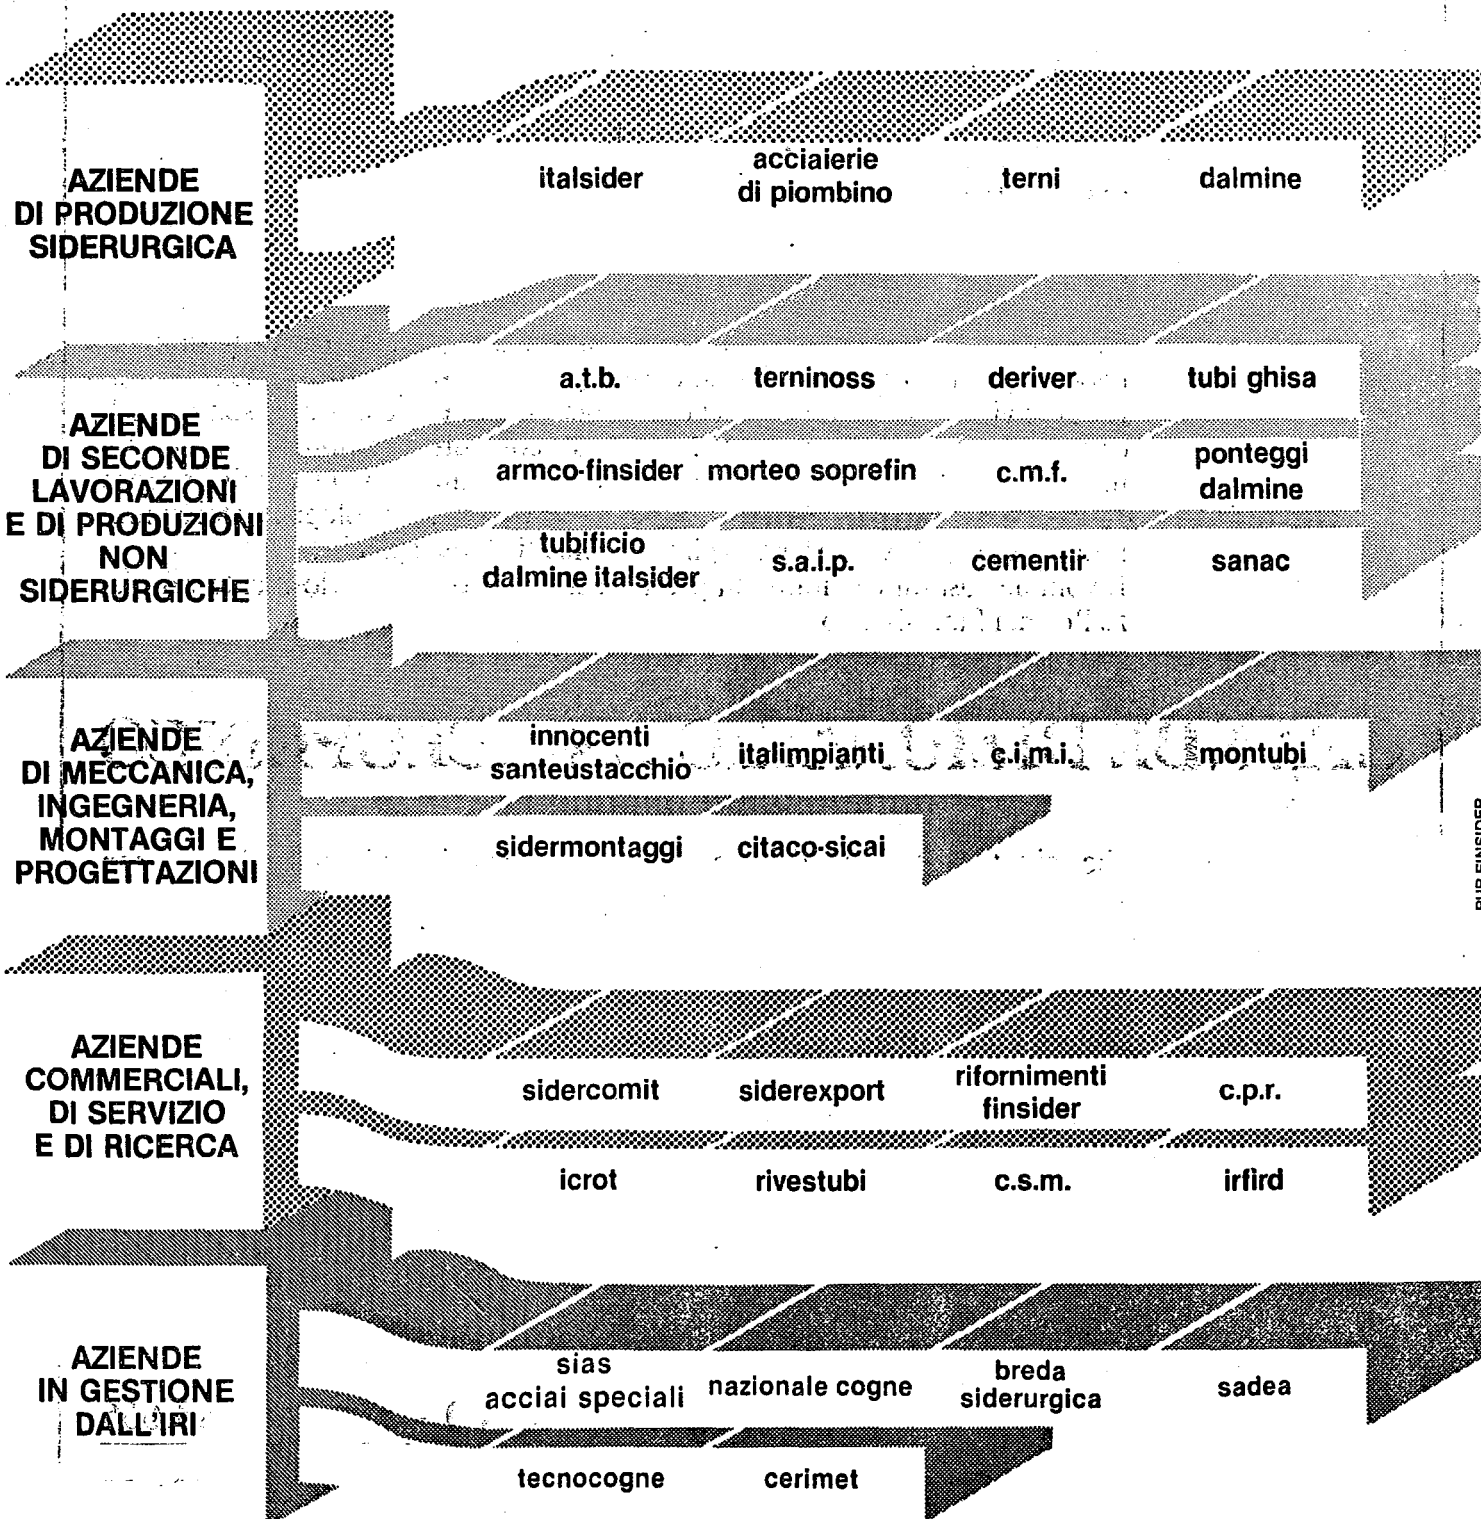 AZIENDE
DI PRODUZIONE
SIDERURGICA
italsider
acciaierie
di piombino
terni
dalmine
AZIENDE
DI SECONDE
LAVORAZIONI
E DI PRODUZIONI
NON
SIDERURGICHE
a.t.b.
terninoss
deriver
tubi ghisa
armco-finsider
morteo soprefin
c.m.f.
ponteggi
dalmine
tubificio
dalmine italsider
s.a.i.p.
cementir
sanac
AZIENDE
DI MECCANICA,
INGEGNERIA,
MONTAGGI E
PROGETTAZIONI
innocenti
santeustacchio
italimpianti
c.i.m.i.
montubi
sidermontaggi
citaco-sicai
PUB.FINSIDER
AZIENDE
COMMERCIALI,
DI SERVIZIO
E DI RICERCA
sidercomit
siderexport
rifornimenti
finsider
c.p.r.
icrot
rivestubi
c.s.m.
irfird
AZIENDE
IN GESTIONE
DALL'IRI
sias
acciai speciali
nazionale cogne
breda
siderurgica
sadea
tecnocogne
cerimet